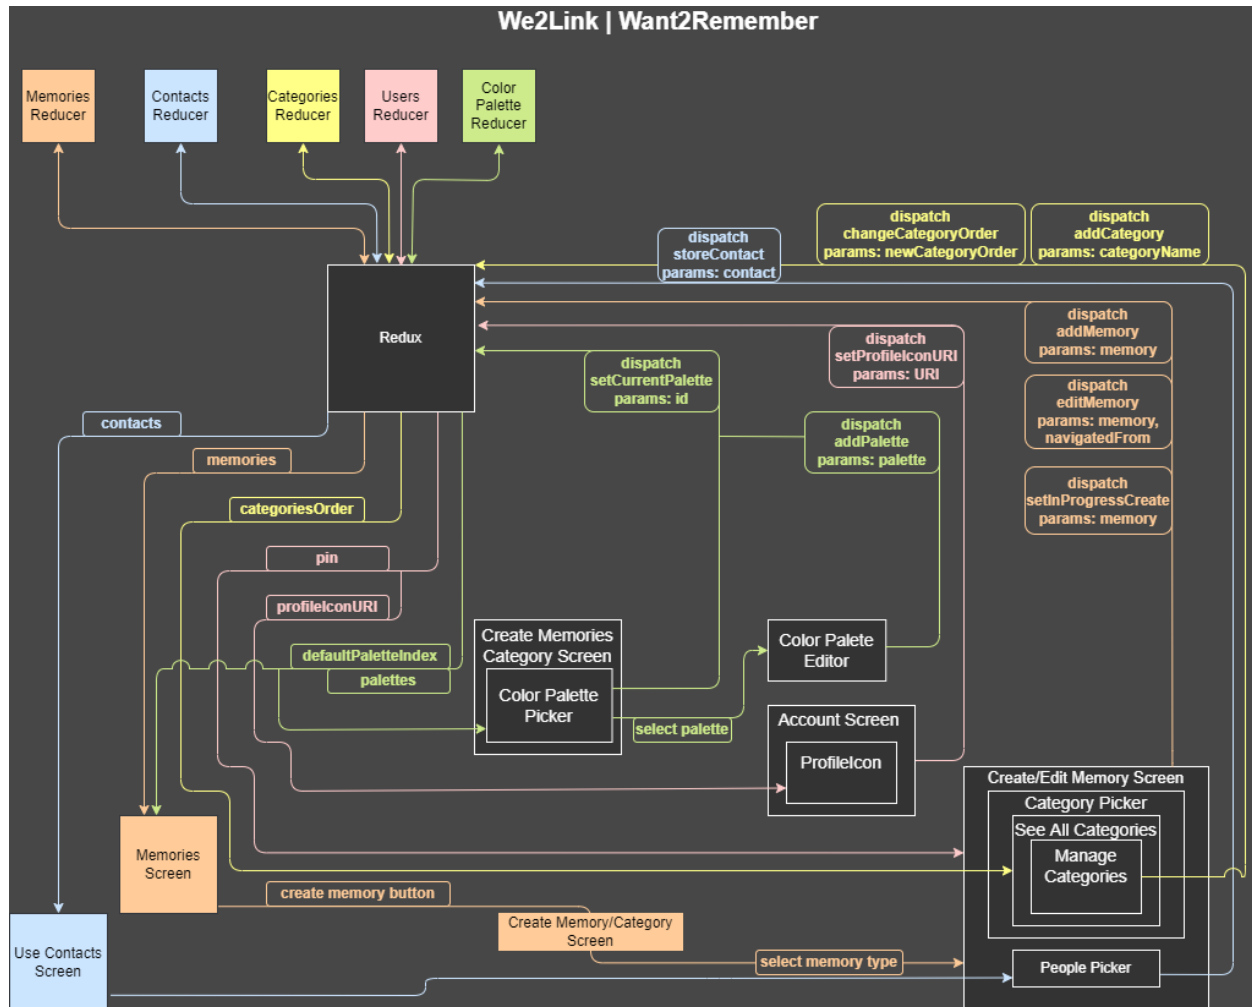 We2Link | Want2Remember
Memories
Reducer
Contacts
Reducer
Categories
Reducer
Users
Reducer
Color
Palette
Reducer
dispatch
changeCategoryOrder
params: newCategoryOrder
dispatch
addCategory
params: categoryName
dispatch
storeContact
params: contact
Redux
dispatch
addMemory
params: memory
dispatch
setProfileIconURI
params: URI
dispatch
setCurrentPalette
params: id
dispatch
editMemory
params: memory,
navigatedFrom
contacts
dispatch
addPalette
params: palette
memories
dispatch
setInProgressCreate
params: memory
categoriesOrder
pin
profileIconURI
defaultPaletteIndex
palettes
Create Memories
Category Screen
Color Palette
Picker
select palette
Color Palete
Editor
Account Screen
ProfileIcon
Create/Edit Memory Screen
Category Picker
See All Categories
Manage
Categories
Memories
Screen
create memory button
Create Memory/Category
Screen
Use Contacts
Screen
select memory type
People Picker